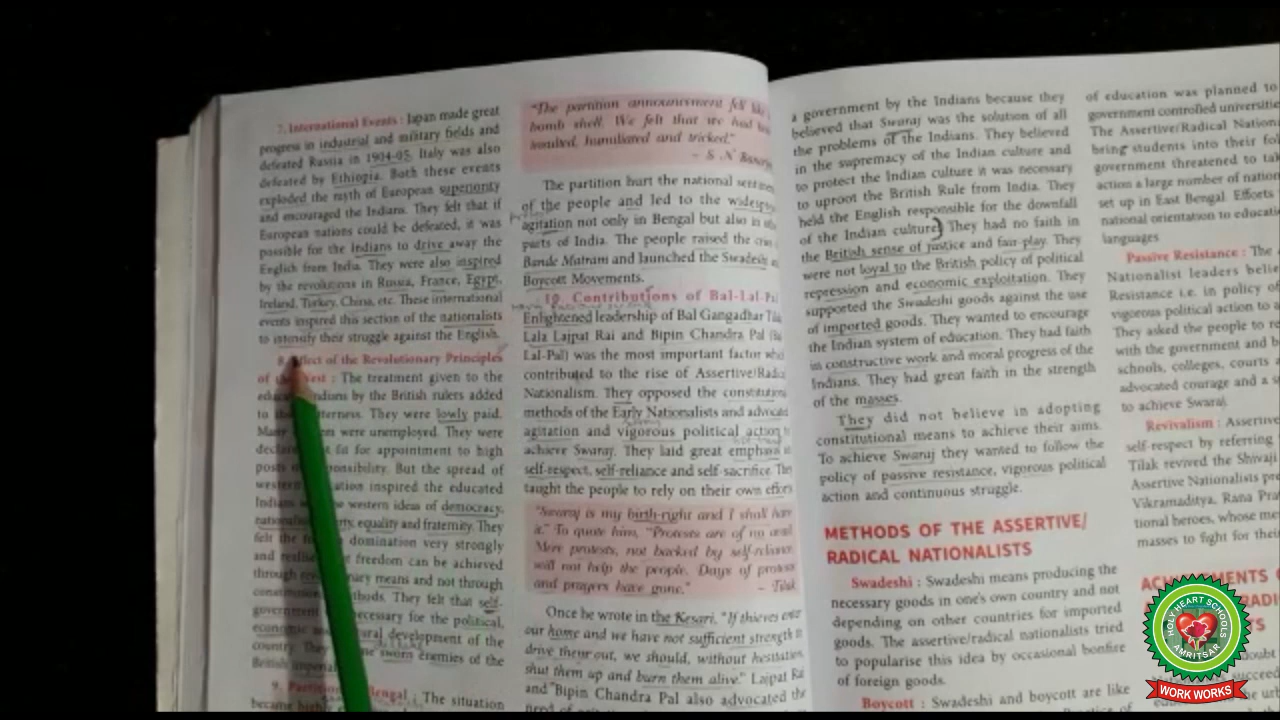 7. International Events : Japan made great
progress in industrial and military fields and
defeated Russia in 1904-05. Italy was also
defeated by Ethiopia. Both these events
exploded the myth of European superiority
and encouraged the Indians. They felt that if
European nations could be defeated, it was
possible for the Indians to drive away the
English from India. They were also inspired
by the revolutions in Russia, France, Egypt,
Ireland, Turkey, China, etc. These international
events inspired this section of the nationalists
to intensify their struggle against the English.
8. Effect of the Revolutionary Principles
of the West : The treatment given to the
Indians by the British rulers added
to bitterness. They were lowly paid.
were unemployed. They were
fit for appointment to high
posts But the spread of
inspired the educated
Indians western ideas of democracy,
equality and fraternity. They
felt the domination very strongly
and freedom can be achieved
through means and not through
They felt that self-
government necessary for the political,
economic and development of the
country. They sworn enemies of the
British
9. Partition Bengal : The situation
became highly
"The partition announcement fell
bomb shell. We felt that we had
insulted, humiliated and tricked."
– S. N
The partition hurt the national
of the people and led to the
agitation not only in Bengal but also in
parts of India. The people raised the
Bande Matram and launched the Swadeshi
Boycott Movements.
10. Contributions of Bal-Lal-Pal
Enlightened leadership of Bal Gangadhar
Lala Lajpat Rai and Bipin Chandra Pal
Lal-Pal) was the most important factor
contributed to the rise of Assertive/
Nationalism. They opposed the
methods of the Early Nationalists and
agitation and vigorous political action
achieve Swaraj. They laid great emphasis
self-respect, self-reliance and self-sacrifice.
taught the people to rely on their own
"Swaraj is my birth-right and I shall have
it." To quote him, "Protests are of no avail.
Mere protests, not backed by self-reliance
will not help the people. Days of protests
and prayers have gone." – Tilak
Once he wrote in the Kesari, "If thieves
our home and we have not sufficient strength to
drive them out, we should, without hesitation,
shut them up and burn them alive." Lajpat Rai
and Bipin Chandra Pal also advocated the
a government by the Indians because they
believed that Swaraj was the solution of all
the problems of the Indians. They believed
in the supremacy of the Indian culture and
to protect the Indian culture it was necessary
to uproot the British Rule from India. They
held the English responsible for the downfall
of the Indian culture. They had no faith in
the British sense of justice and fair-play. They
were not loyal to the British policy of political
repression and economic exploitation. They
supported the Swadeshi goods against the use
of imported goods. They wanted to encourage
the Indian system of education. They had faith
in constructive work and moral progress of the
Indians. They had great faith in the strength
of the masses.
They did not believe in adopting
constitutional means to achieve their aims.
To achieve Swaraj they wanted to follow the
policy of passive resistance, vigorous political
action and continuous struggle.
METHODS OF THE ASSERTIVE/
RADICAL NATIONALISTS
Swadeshi : Swadeshi means producing the
necessary goods in one's own country and not
depending on other countries for imported
goods. The assertive/radical nationalists tried
to popularise this idea by occasional bonfire
of foreign goods.
Boycott : Swadeshi and boycott are like
of education was planned to
government controlled
The Assertive/Radical
bring students into their
government threatened to
action a large number of
set up in East Bengal. Efforts
national orientation to
languages
Passive Resistance : The
Nationalist leaders
Resistance i.e. in policy of
vigorous political action to
They asked the people to
with the government and
schools, colleges, courts
advocated courage and a
to achieve Swaraj.
Revivalism :
self-respect by referring
Tilak revived the Shivaji
Assertive Nationalists
Vikramaditya, Rana
tional heroes, whose
masses to fight for their
HOLY HEART SCHOOLS
AMRITSAR
WORK WORKS